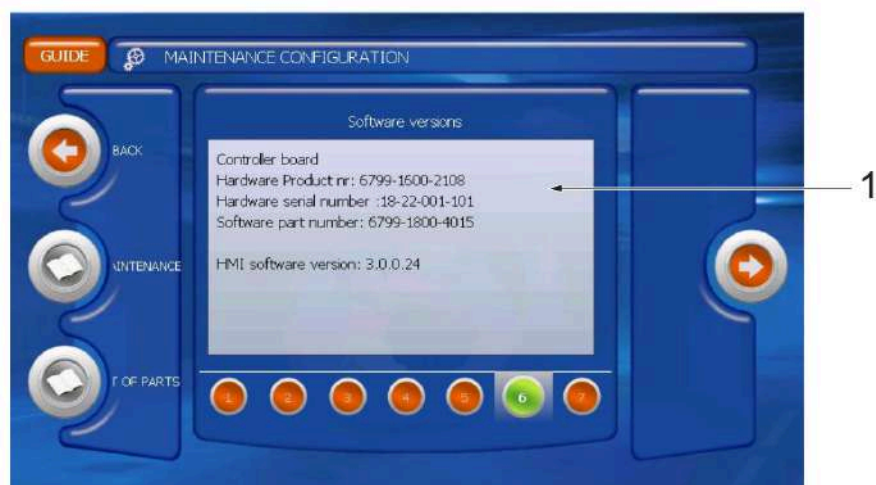 GUIDE
MAINTENANCE CONFIGURATION
Software versions
BACK
Controller board
Hardware Product nr: 6799-1600-2108
Hardware serial number :18-22-001-101
Software part number: 6799-1800-4015
1
INTENANCE
HMI software version: 3.0.0.24
T OF PARTS
1 2 3 4 5 6 7